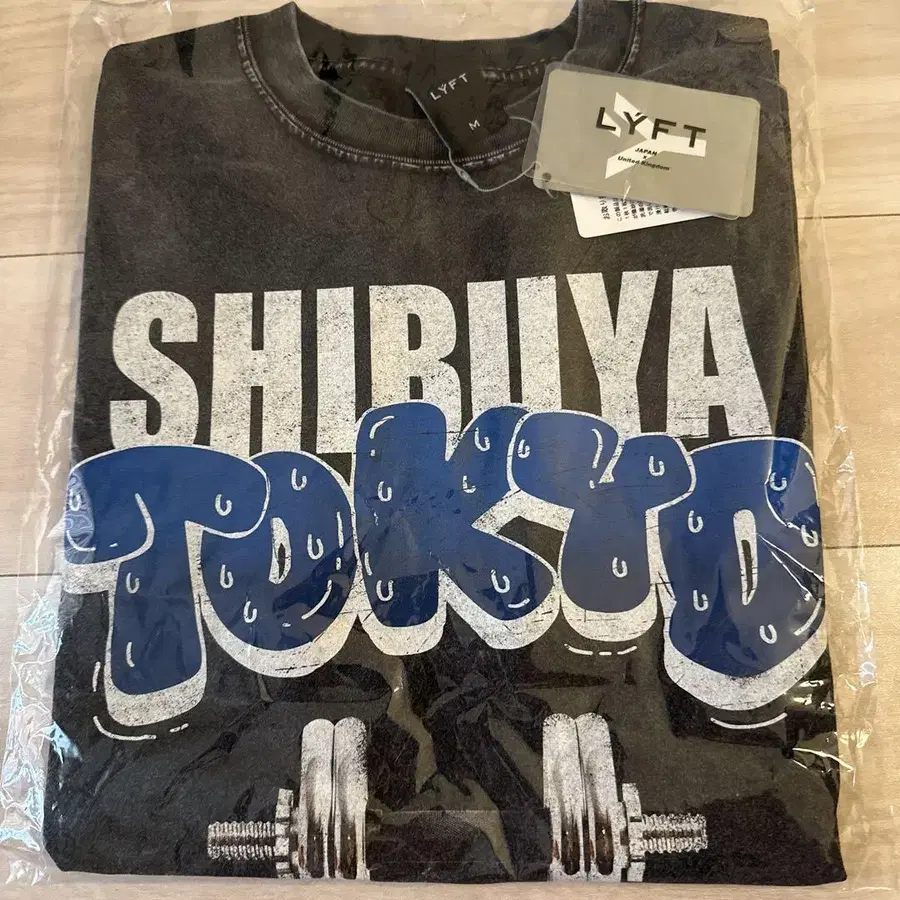 LYFT
M
LYFT
JAPAN
×
United Kingdom
SHIBUYA
TOKYO